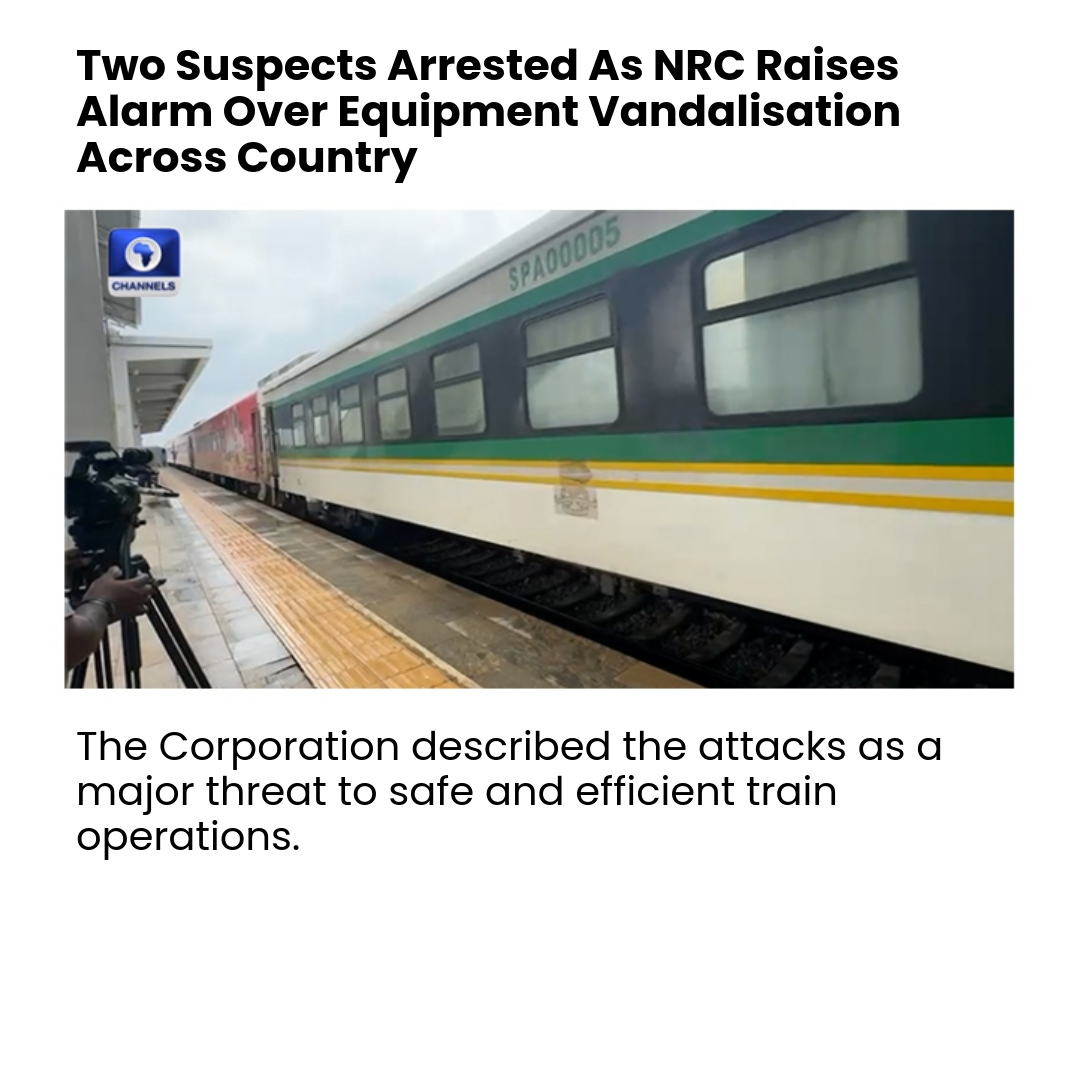 Two Suspects Arrested As NRC Raises
Alarm Over Equipment Vandalisation
Across Country
CHANNELS
SPA00005
The Corporation described the attacks as a
major threat to safe and efficient train
operations.